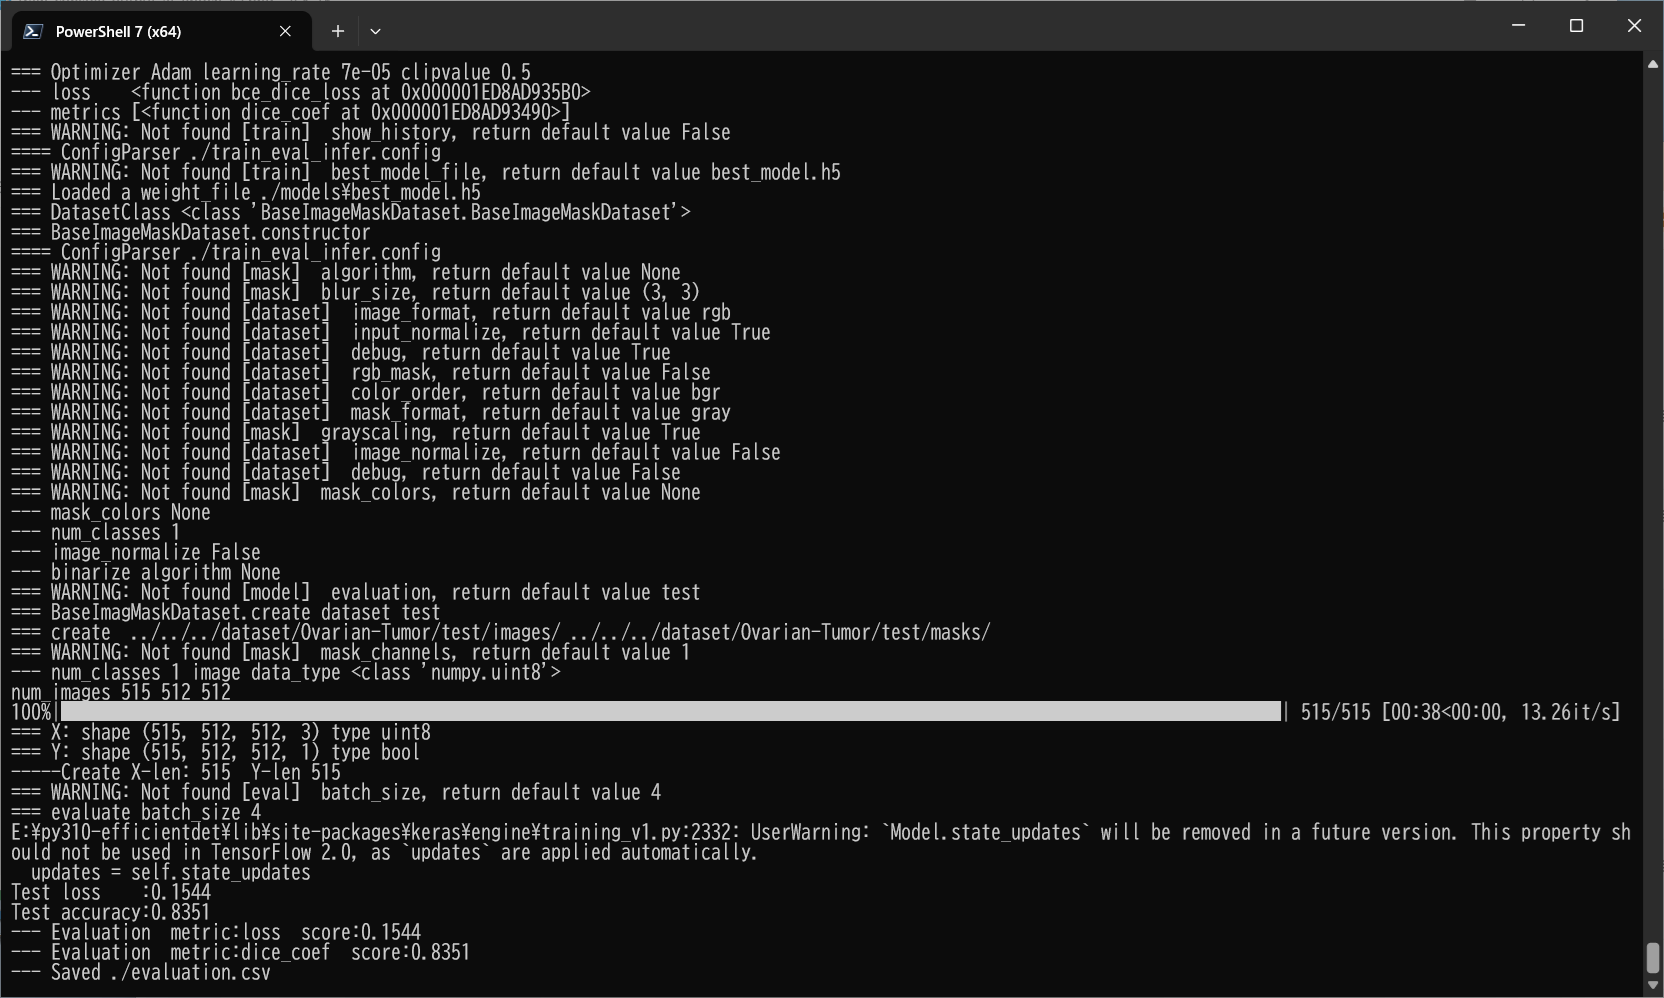 PowerShell 7 (x64)
=== Optimizer Adam learning_rate 7e-05 clipvalue 0.5
--- loss    <function bce_dice_loss at 0x000001ED8AD935B0>
--- metrics [<function dice_coef at 0x000001ED8AD93490>]
=== WARNING: Not found [train]  show_history, return default value False
==== ConfigParser ./train_eval_infer.config
=== WARNING: Not found [train]  best_model_file, return default value best_model.h5
=== Loaded a weight_file ./models¥best_model.h5
=== DatasetClass <class 'BaseImageMaskDataset.BaseImageMaskDataset'>
=== BaseImageMaskDataset.constructor
==== ConfigParser ./train_eval_infer.config
=== WARNING: Not found [mask]  algorithm, return default value None
=== WARNING: Not found [mask]  blur_size, return default value (3, 3)
=== WARNING: Not found [dataset]  image_format, return default value rgb
=== WARNING: Not found [dataset]  input_normalize, return default value True
=== WARNING: Not found [dataset]  debug, return default value True
=== WARNING: Not found [dataset]  rgb_mask, return default value False
=== WARNING: Not found [dataset]  color_order, return default value bgr
=== WARNING: Not found [dataset]  mask_format, return default value gray
=== WARNING: Not found [mask]  grayscaling, return default value True
=== WARNING: Not found [dataset]  image_normalize, return default value False
=== WARNING: Not found [dataset]  debug, return default value False
=== WARNING: Not found [mask]  mask_colors, return default value None
--- mask_colors None
--- num_classes 1
--- image_normalize False
--- binarize algorithm None
=== WARNING: Not found [model]  evaluation, return default value test
=== BaseImagMaskDataset.create dataset test
=== create  ../../../dataset/Ovarian-Tumor/test/images/ ../../../dataset/Ovarian-Tumor/test/masks/
=== WARNING: Not found [mask]  mask_channels, return default value 1
--- num_classes 1 image data_type <class 'numpy.uint8'>
num_images 515 512 512
100%| | 515/515 [00:38<00:00, 13.26it/s]
=== X: shape (515, 512, 512, 3) type uint8
=== Y: shape (515, 512, 512, 1) type bool
-----Create X-len: 515  Y-len 515
=== WARNING: Not found [eval]  batch_size, return default value 4
=== evaluate batch_size 4
E:¥py310-efficientdet¥lib¥site-packages¥keras¥engine¥training_v1.py:2332: UserWarning: `Model.state_updates` will be removed in a future version. This property sh
ould not be used in TensorFlow 2.0, as `updates` are applied automatically.
  updates = self.state_updates
Test loss    :0.1544
Test accuracy:0.8351
--- Evaluation  metric:loss  score:0.1544
--- Evaluation  metric:dice_coef  score:0.8351
--- Saved ./evaluation.csv